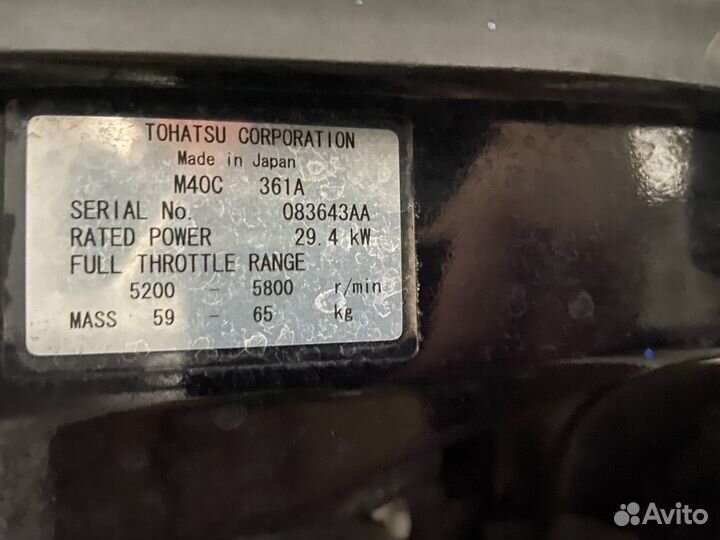 TOHATSU CORPORATION
Made in Japan
M40C 361A
SERIAL No. 083643AA
RATED POWER 29.4 kW
FULL THROTTLE RANGE
5200 - 5800 r/min
MASS 59 - 65 kg
Avito